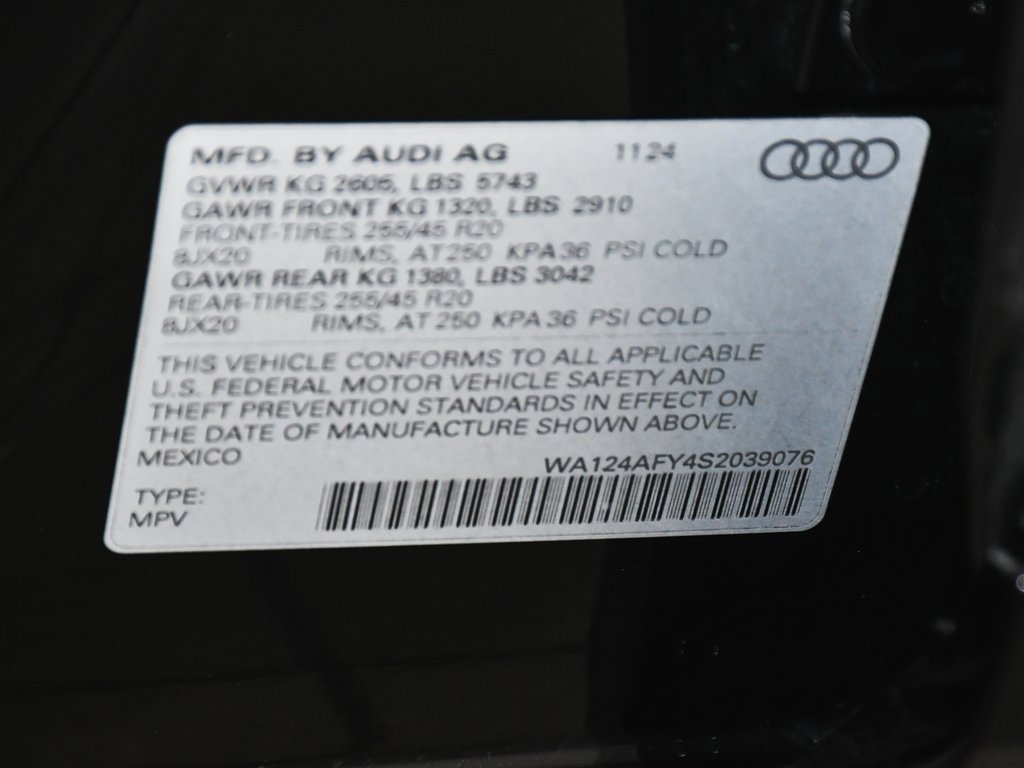 MFD. BY AUDI AG 1124
GVWR KG 2605, LBS 5743
GAWR FRONT KG 1320, LBS 2910
FRONT-TIRES 255/45 R20
8JX20 RIMS, AT 250 KPA 36 PSI COLD
GAWR REAR KG 1380, LBS 3042
REAR-TIRES 255/45 R20
8JX20 RIMS, AT 250 KPA 36 PSI COLD
THIS VEHICLE CONFORMS TO ALL APPLICABLE
U.S. FEDERAL MOTOR VEHICLE SAFETY AND
THEFT PREVENTION STANDARDS IN EFFECT ON
THE DATE OF MANUFACTURE SHOWN ABOVE.
MEXICO WA124AFY4S2039076
TYPE:
MPV